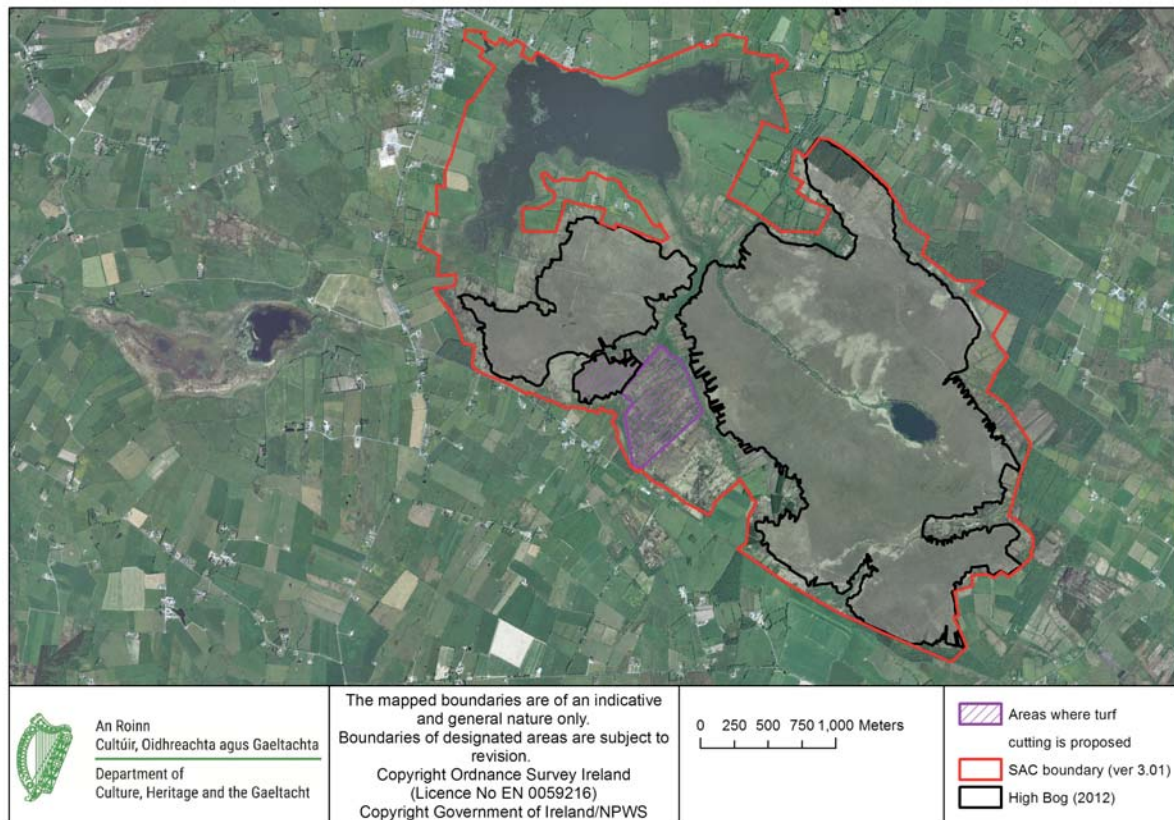 An Roinn
Cultúir, Oidhreachta agus Gaeltachta
Department of
Culture, Heritage and the Gaeltacht
The mapped boundaries are of an indicative
and general nature only.
Boundaries of designated areas are subject to
revision.
Copyright Ordnance Survey Ireland
(Licence No EN 0059216)
Copyright Government of Ireland/NPWS
0 250 500 750 1,000 Meters
Areas where turf
cutting is proposed
SAC boundary (ver 3.01)
High Bog (2012)